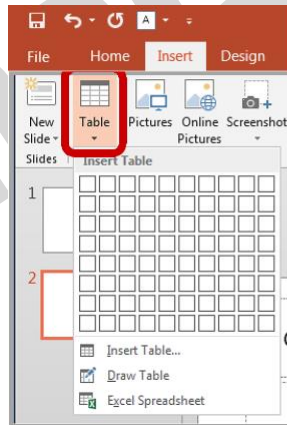 A
File Home Insert Design
New Slide Table Pictures Online Pictures Screenshot
Slides
Insert Table
1
2
Insert Table...
Draw Table
Excel Spreadsheet